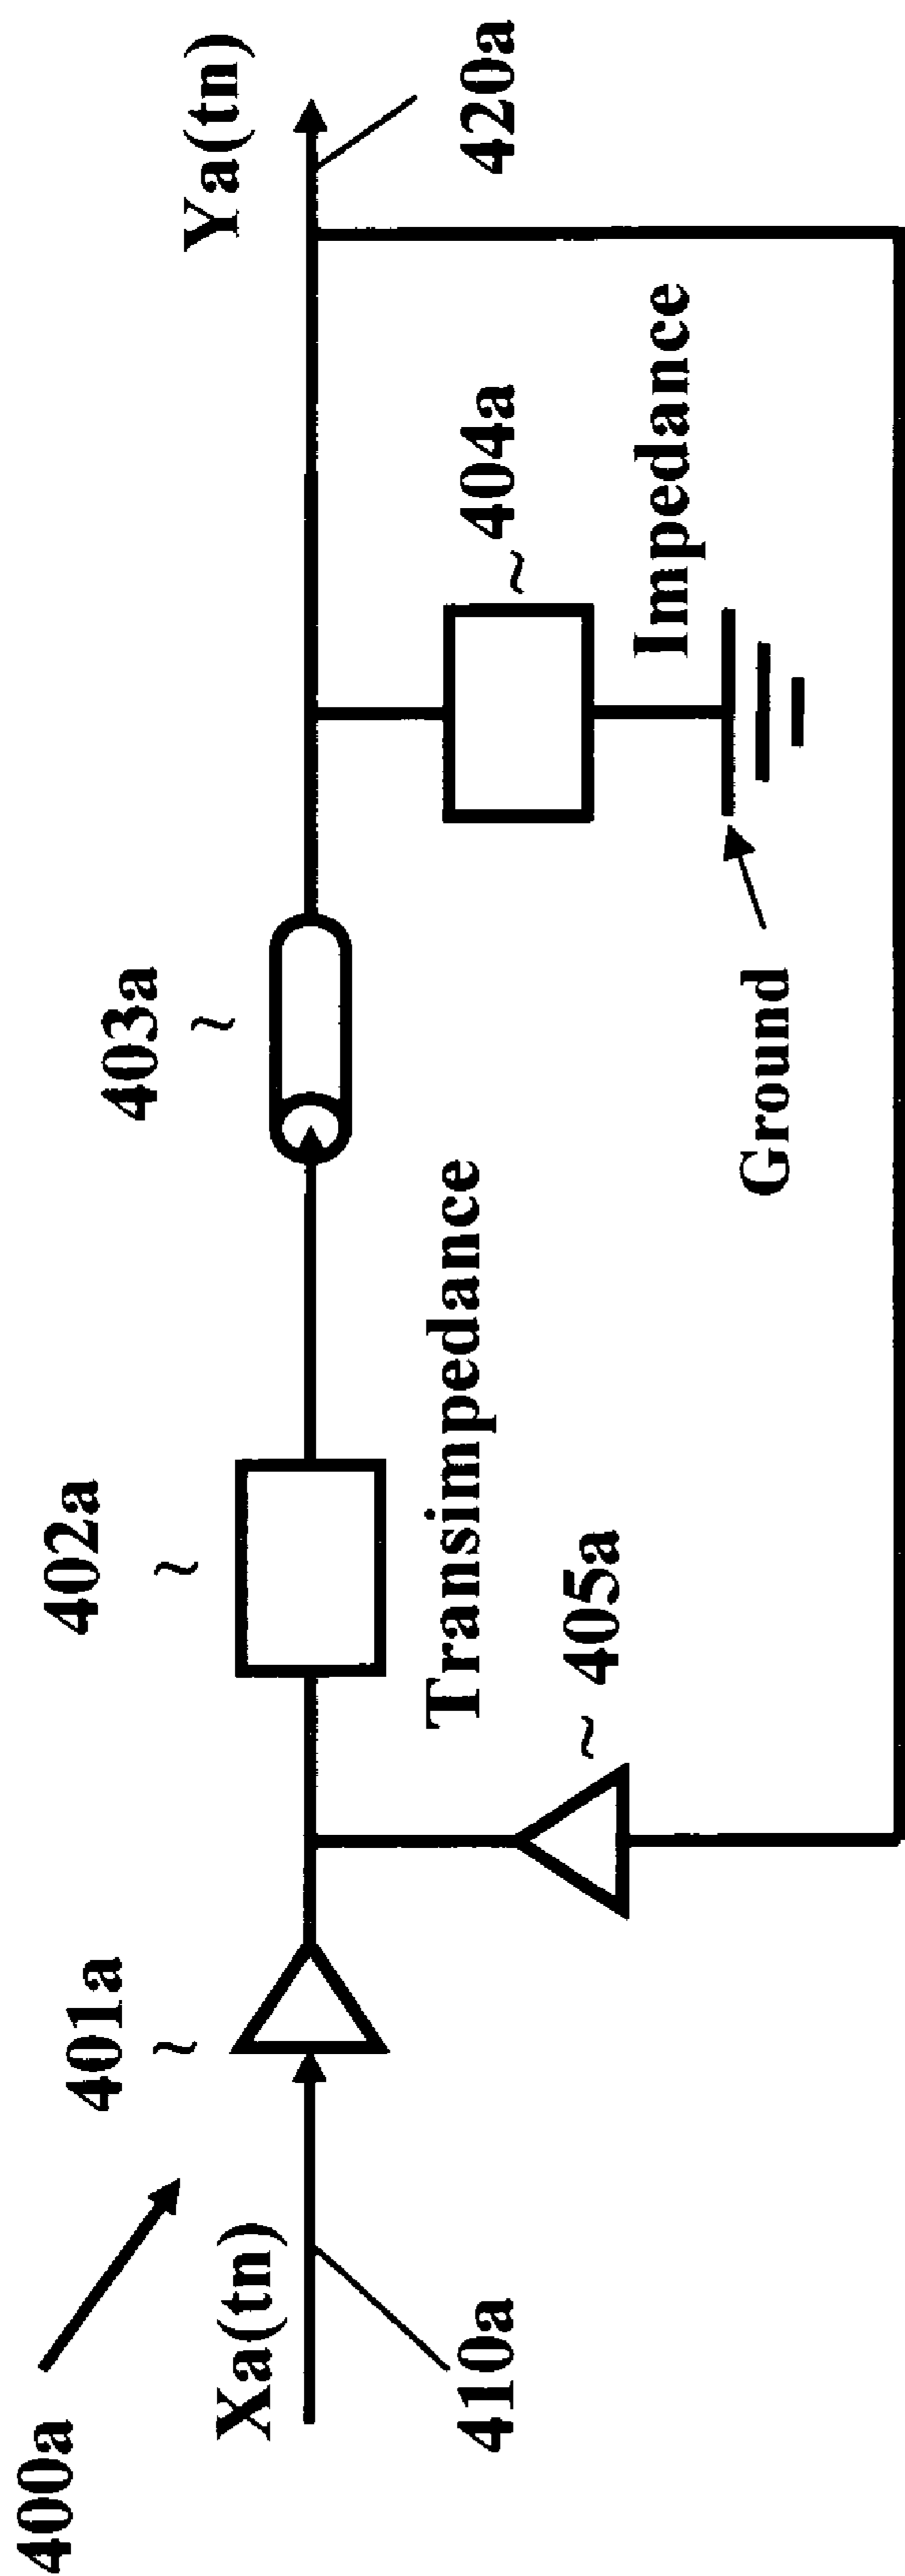 400a
Xa(tn)
410a
401a
402a
Transimpedance
405a
403a
Ground
404a
Impedance
Ya(tn)
420a